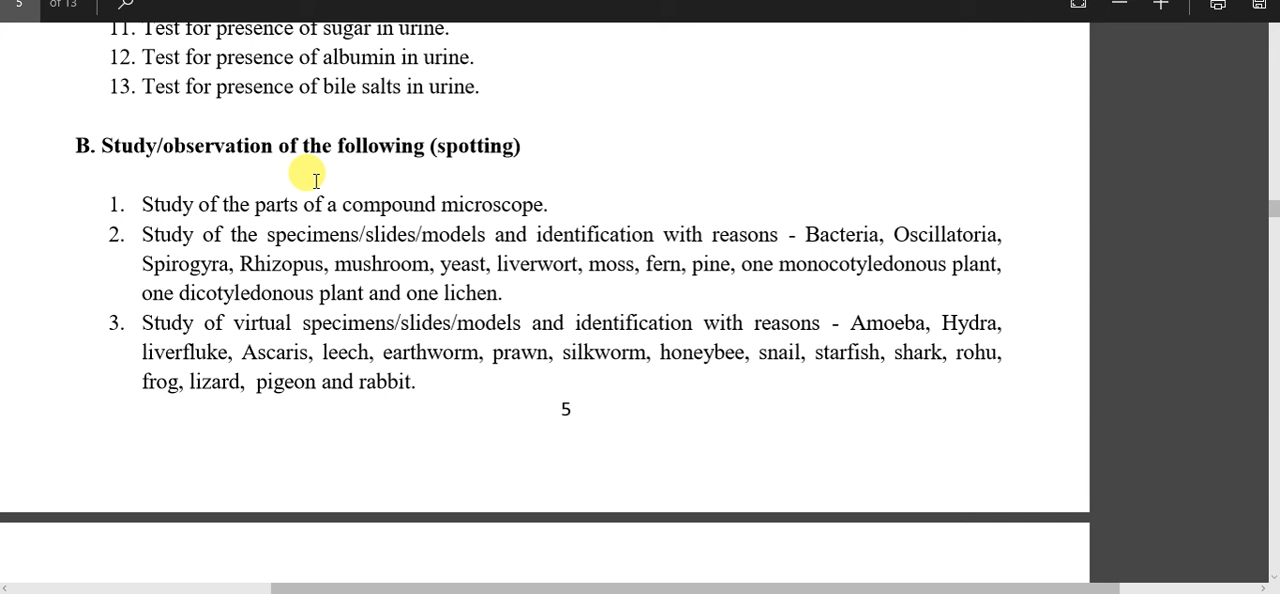 5 of 13
11. Test for presence of sugar in urine.
12. Test for presence of albumin in urine.
13. Test for presence of bile salts in urine.
B. Study/observation of the following (spotting)
1. Study of the parts of a compound microscope.
2. Study of the specimens/slides/models and identification with reasons - Bacteria, Oscillatoria,
Spirogyra, Rhizopus, mushroom, yeast, liverwort, moss, fern, pine, one monocotyledonous plant,
one dicotyledonous plant and one lichen.
3. Study of virtual specimens/slides/models and identification with reasons - Amoeba, Hydra,
liverfluke, Ascaris, leech, earthworm, prawn, silkworm, honeybee, snail, starfish, shark, rohu,
frog, lizard,  pigeon and rabbit.
5